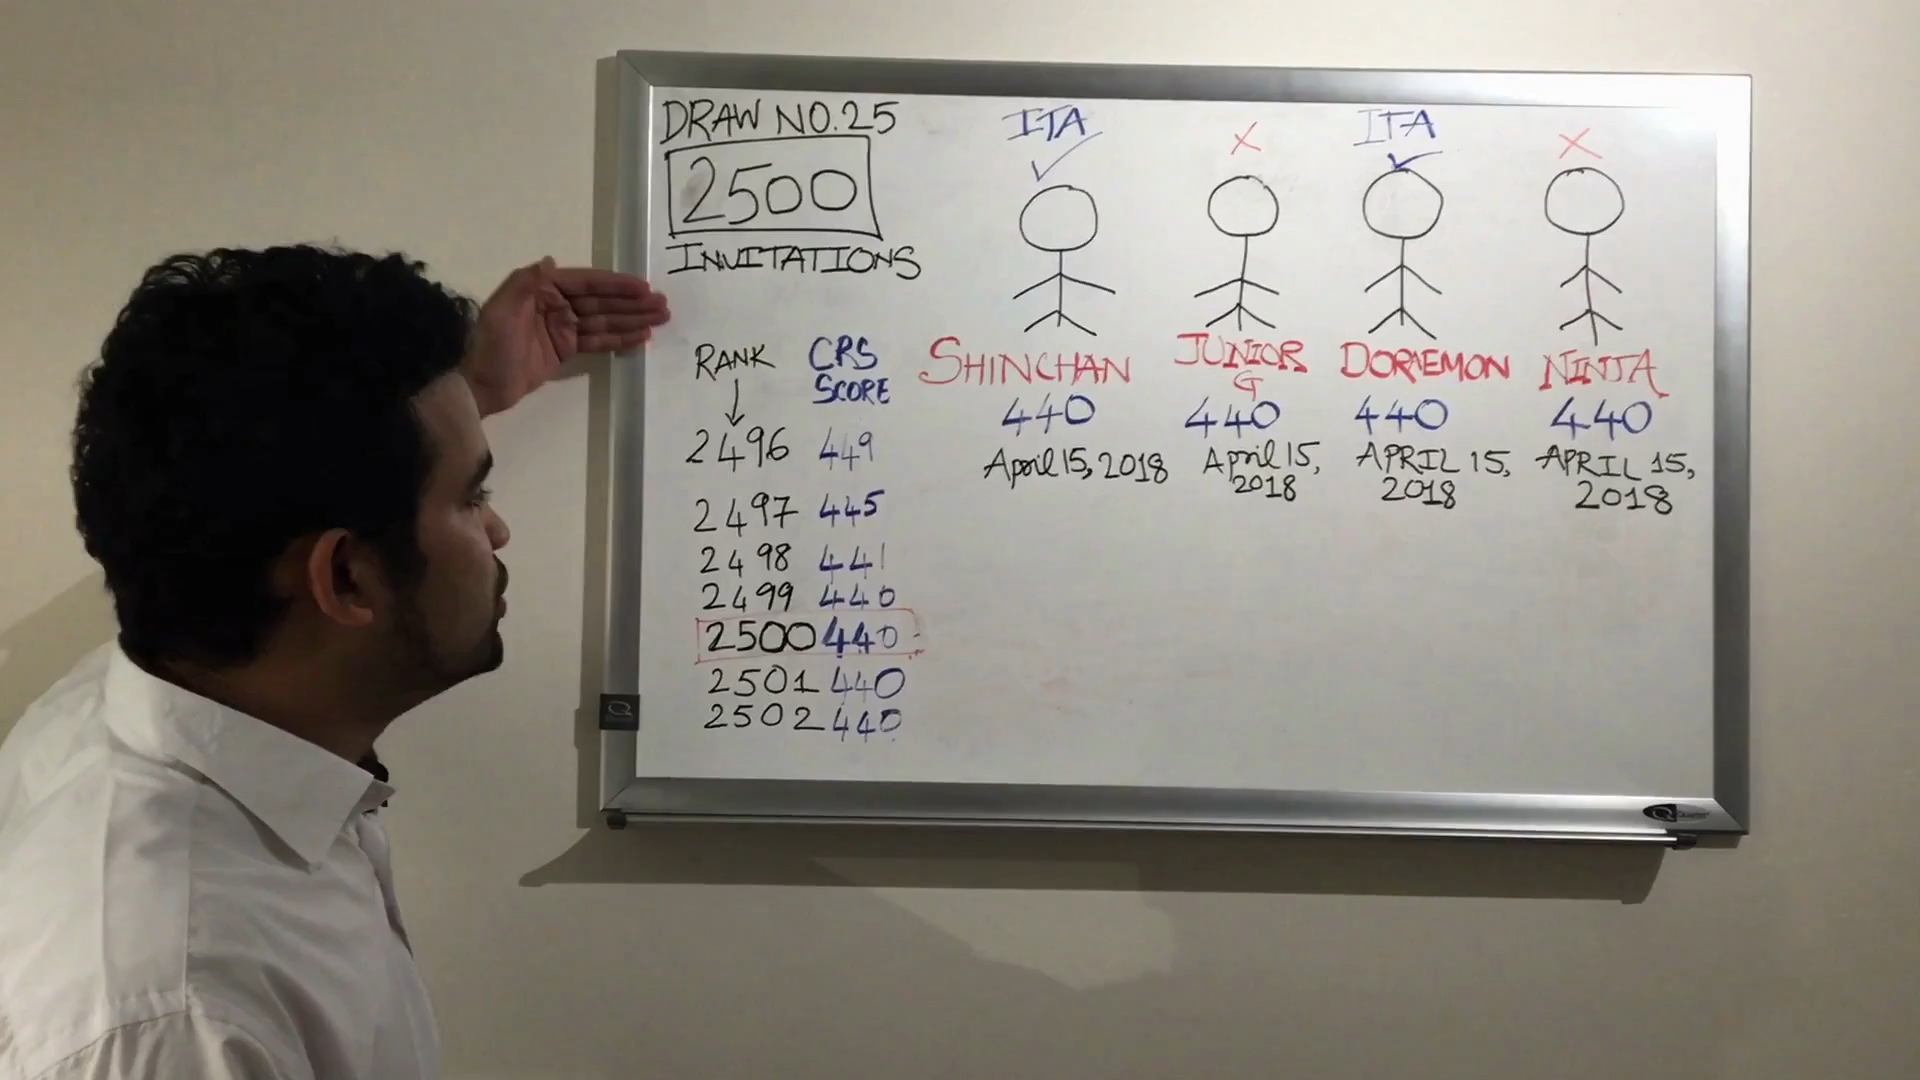 DRAW NO.25
2500
INVITATIONS
RANK CRS SCORE
2496 449
2497 445
2498 441
2499 440
2500 440
2501 440
2502 440
ITA
SHINCHAN
440
April 15, 2018
X
JUNIOR
G
440
April 15,
2018
ITA
DORAEMON
440
APRIL 15,
2018
X
NINJA
440
APRIL 15,
2018